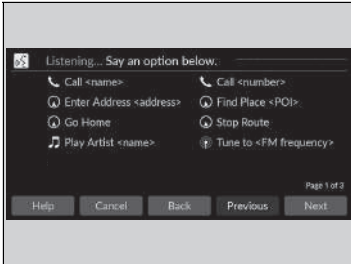 Listening... Say an option below.
Call <name>
Call <number>
Enter Address <address>
Find Place <POI>
Go Home
Stop Route
Play Artist <name>
Tune to <FM frequency>
Page 1 of 3
Help
Cancel
Back
Previous
Next